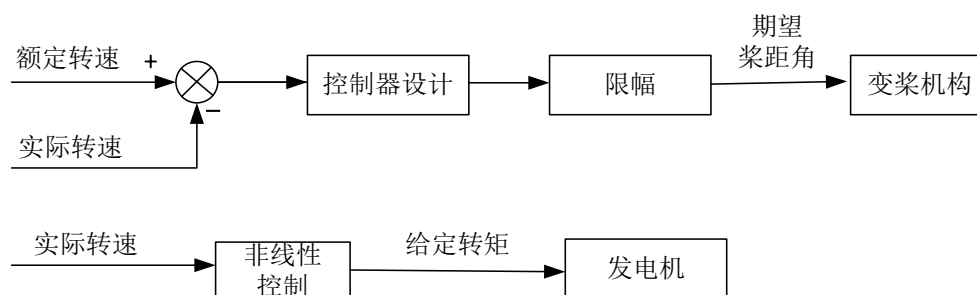 额定转速
+
控制器设计
限幅
期望
桨距角
变桨机构
−
实际转速
实际转速
非线性
控制
给定转矩
发电机